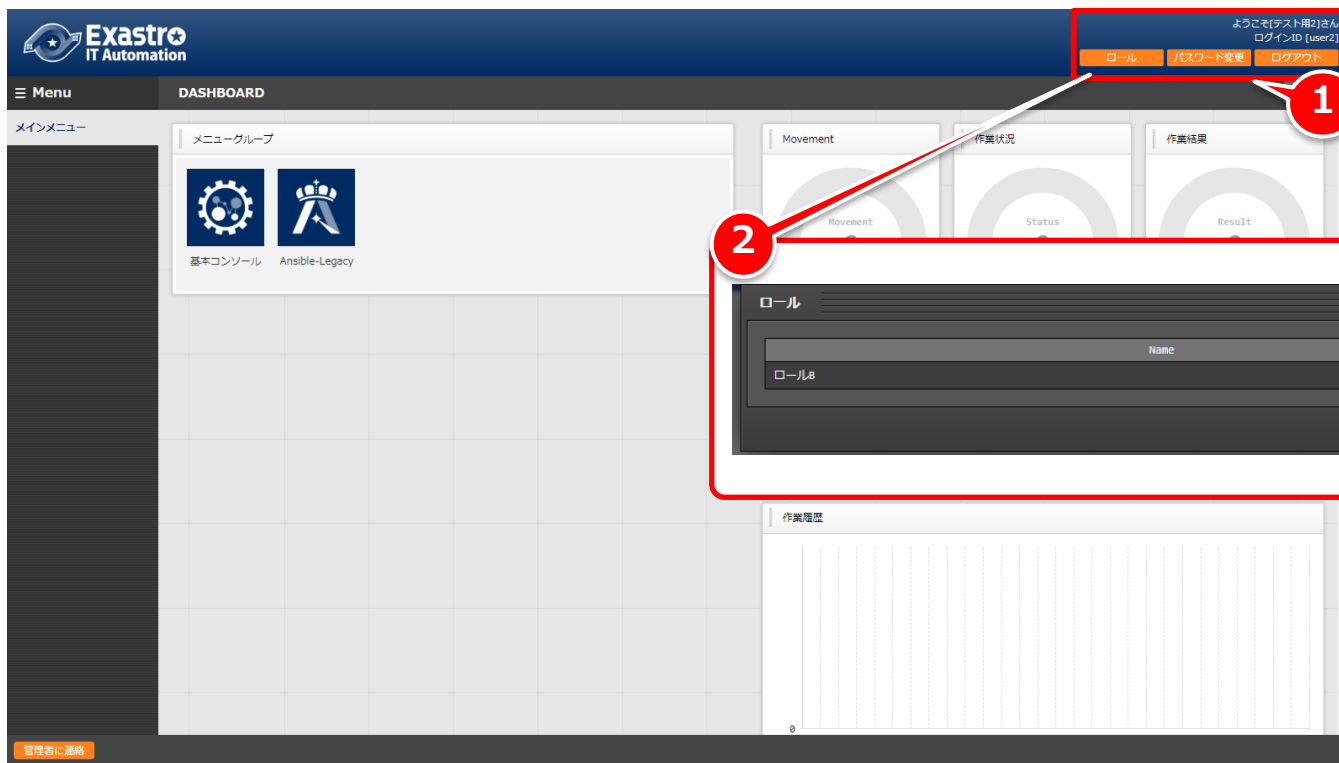 Exastro
IT Automation
ようこそ[テスト用2]さん
ログインID [user2]
ロール
パスワード変更
ログアウト
1
Menu
DASHBOARD
メインメニュー
メニューグループ
基本コンソール
Ansible-Legacy
Movement
作業状況
作業結果
Movement
Status
Result
2
ロール
Name
ロールB
作業履歴
0
管理者に連絡